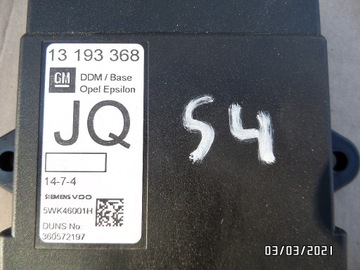 13 193 368
GM
DDM / Base
Opel Epsilon
JQ
S4
14-7-4
SIEMENS VDO
5WK46001H
DUNS No
360572197
03/03/2021